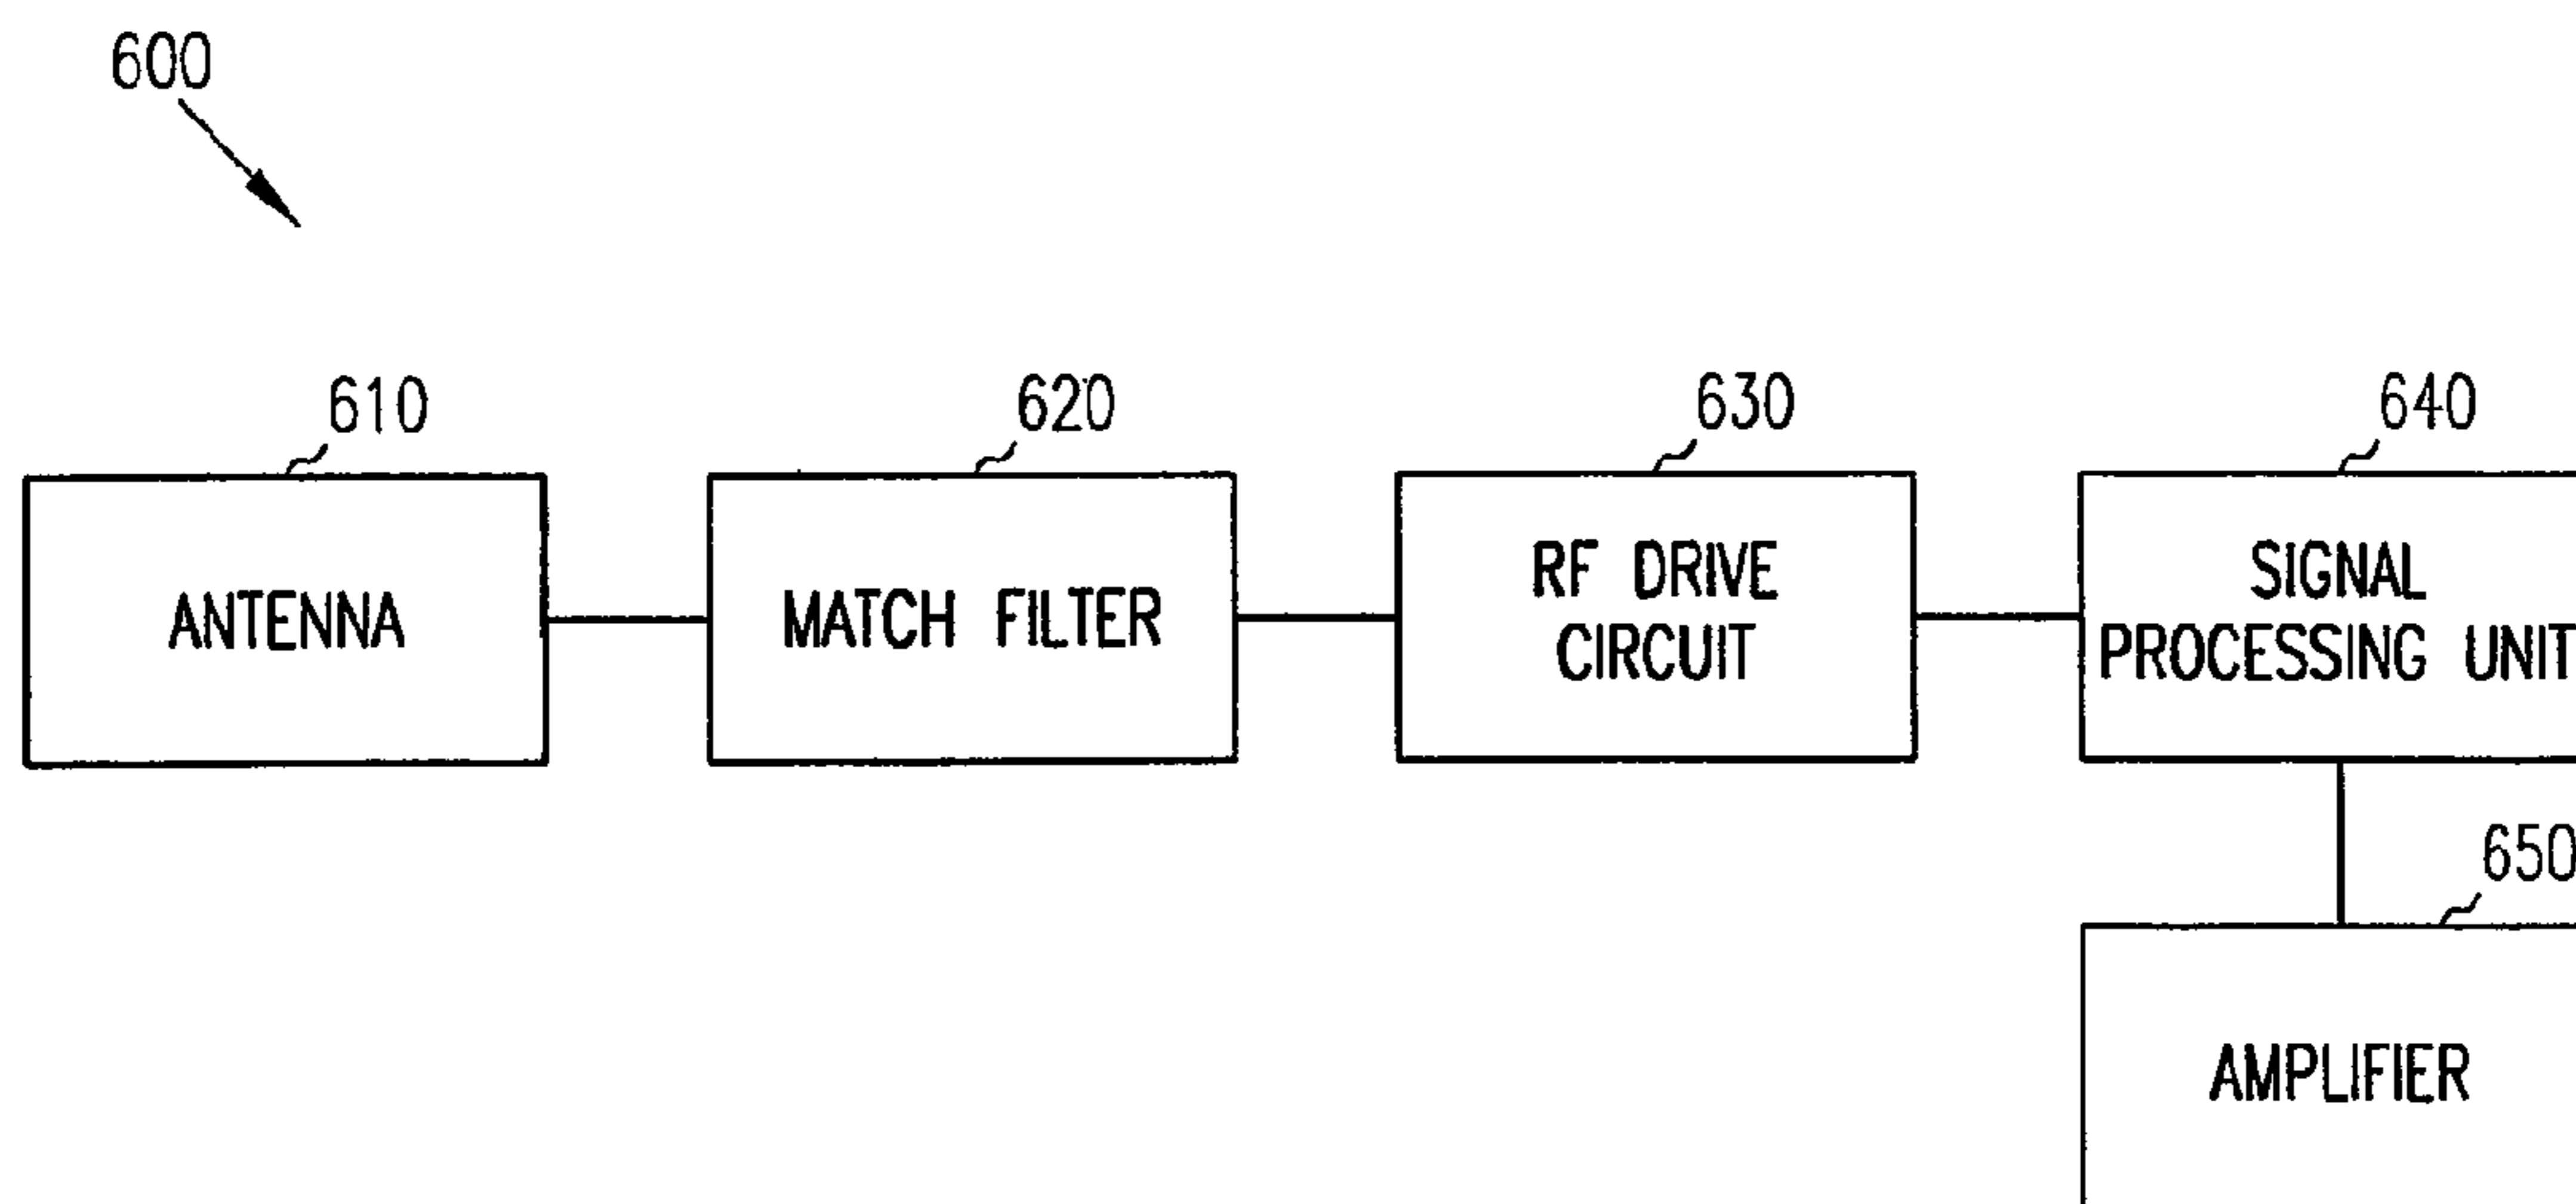 600
610
620
630
640
ANTENNA
MATCH FILTER
RF DRIVE
CIRCUIT
SIGNAL
PROCESSING UNIT
650
AMPLIFIER